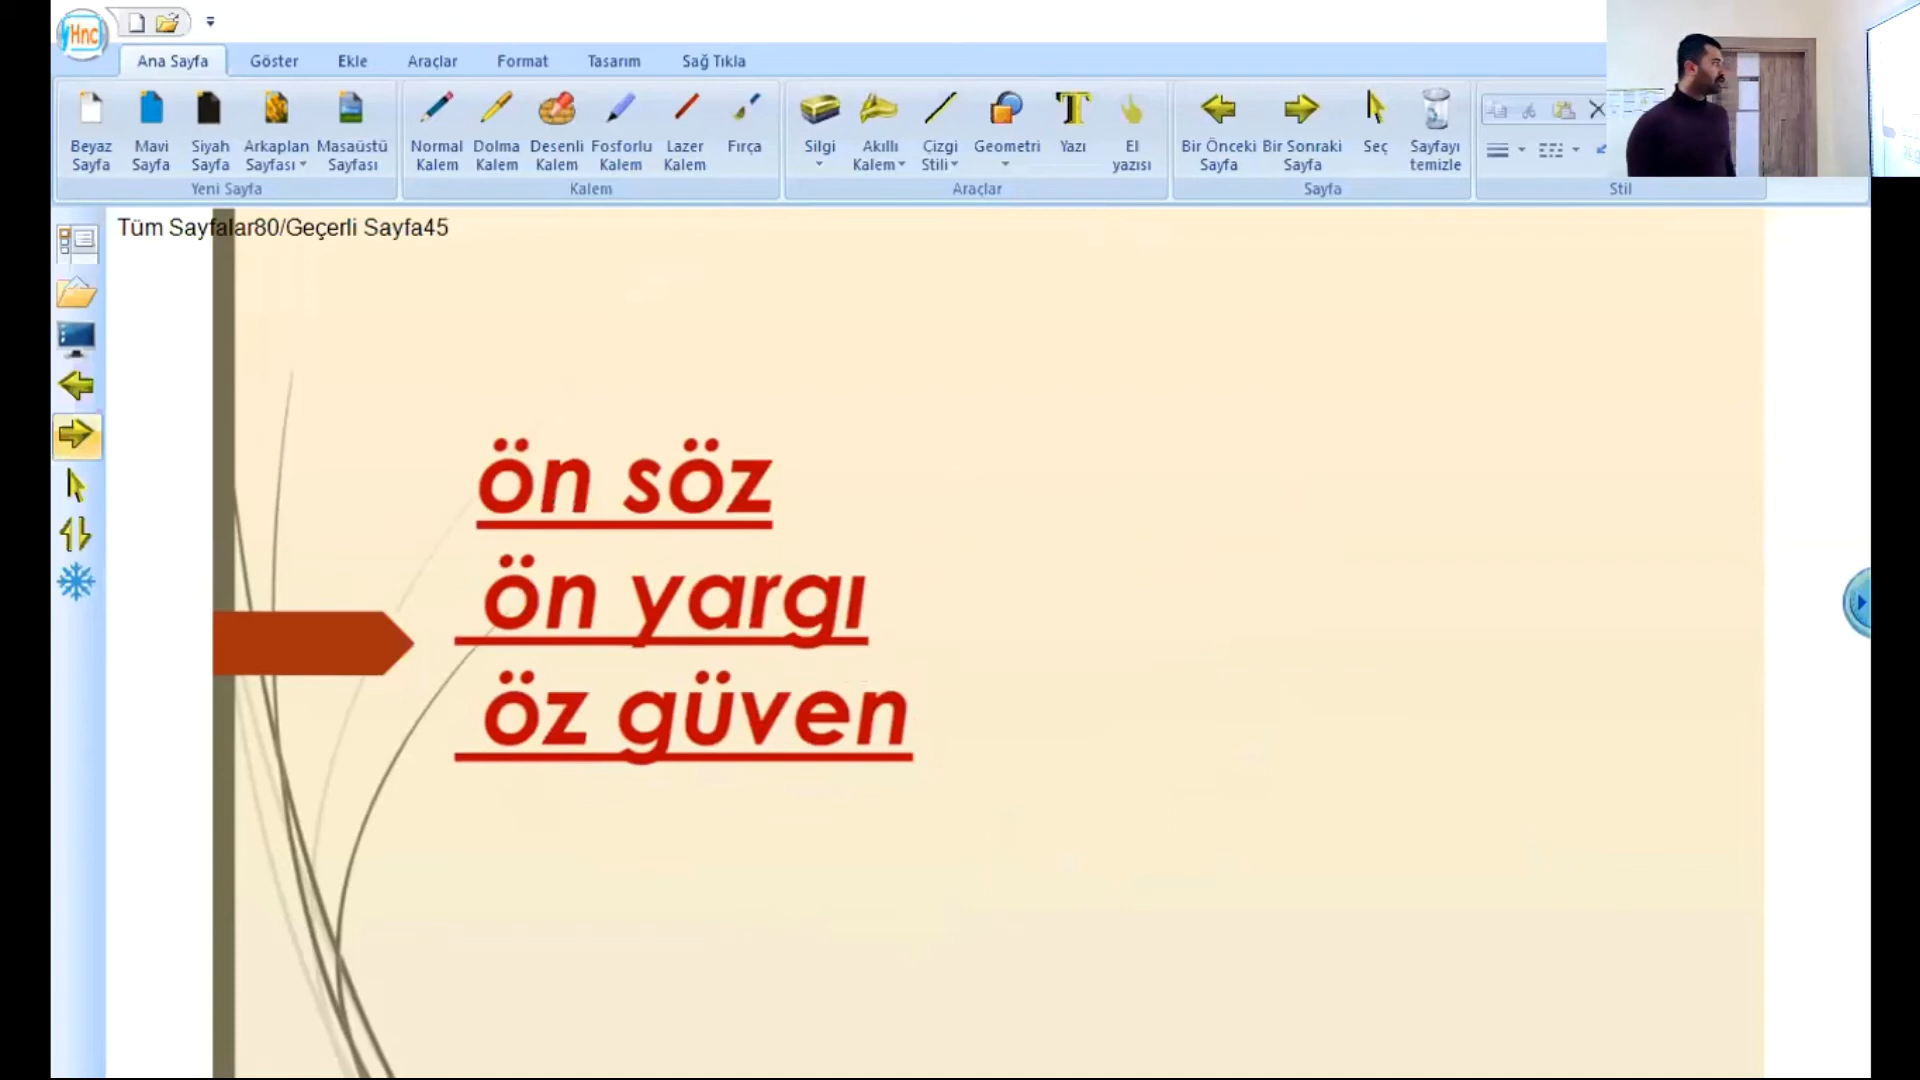 Hnc
Ana Sayfa Göster Ekle Araçlar Format Tasarım Sağ Tıkla
Beyaz Sayfa
Mavi Sayfa
Siyah Sayfa
Arkaplan Sayfası
Masaüstü Sayfası
Yeni Sayfa
Normal Kalem
Dolma Kalem
Desenli Kalem
Fosforlu Kalem
Lazer Kalem
Fırça
Kalem
Silgi
Akıllı Kalem
Çizgi Stili
Geometri
Yazı
El yazısı
Araçlar
Bir Önceki Sayfa
Bir Sonraki Sayfa
Seç
Sayfayı temizle
Sayfa
Stil
Tüm Sayfalar80/Geçerli Sayfa45
ön söz
ön yargı
öz güven